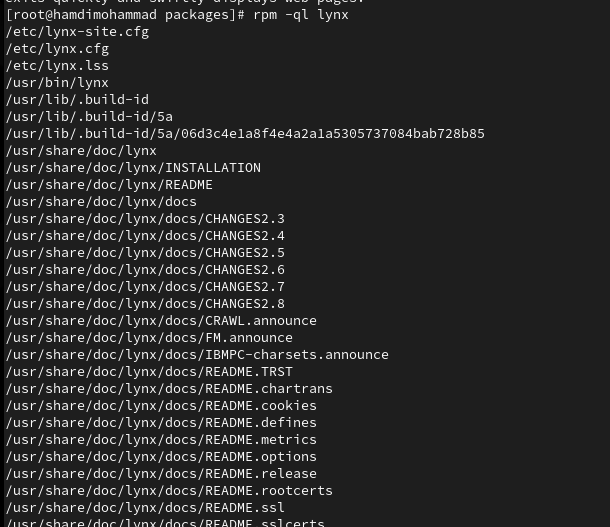 exits quickly and swiftly displays web pages.
[root@hamdimohammad packages]# rpm -ql lynx
/etc/lynx-site.cfg
/etc/lynx.cfg
/etc/lynx.lss
/usr/bin/lynx
/usr/lib/.build-id
/usr/lib/.build-id/5a
/usr/lib/.build-id/5a/06d3c4e1a8f4e4a2a1a5305737084bab728b85
/usr/share/doc/lynx
/usr/share/doc/lynx/INSTALLATION
/usr/share/doc/lynx/README
/usr/share/doc/lynx/docs
/usr/share/doc/lynx/docs/CHANGES2.3
/usr/share/doc/lynx/docs/CHANGES2.4
/usr/share/doc/lynx/docs/CHANGES2.5
/usr/share/doc/lynx/docs/CHANGES2.6
/usr/share/doc/lynx/docs/CHANGES2.7
/usr/share/doc/lynx/docs/CHANGES2.8
/usr/share/doc/lynx/docs/CRAWL.announce
/usr/share/doc/lynx/docs/FM.announce
/usr/share/doc/lynx/docs/IBMPC-charsets.announce
/usr/share/doc/lynx/docs/README.TRST
/usr/share/doc/lynx/docs/README.chartrans
/usr/share/doc/lynx/docs/README.cookies
/usr/share/doc/lynx/docs/README.defines
/usr/share/doc/lynx/docs/README.metrics
/usr/share/doc/lynx/docs/README.options
/usr/share/doc/lynx/docs/README.release
/usr/share/doc/lynx/docs/README.rootcerts
/usr/share/doc/lynx/docs/README.ssl
/usr/share/doc/lynx/docs/README.sslcerts